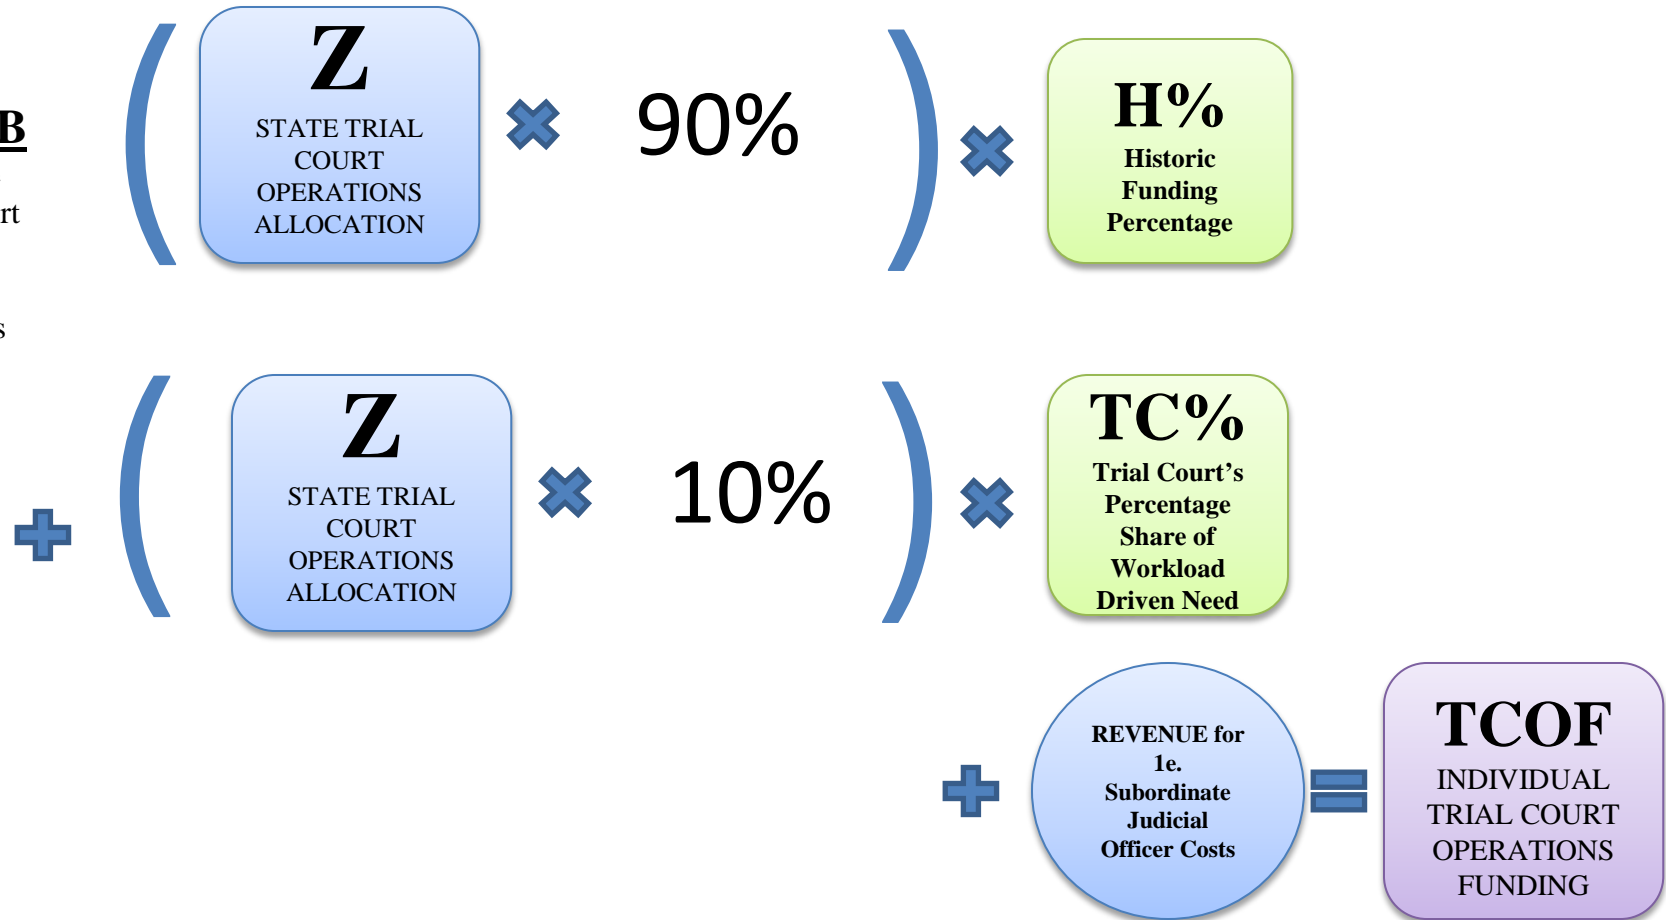 B
rt
s
Z
STATE TRIAL
COURT
OPERATIONS
ALLOCATION
90%
H%
Historic
Funding
Percentage
Z
STATE TRIAL
COURT
OPERATIONS
ALLOCATION
10%
TC%
Trial Court’s
Percentage
Share of
Workload
Driven Need
REVENUE for
1e.
Subordinate
Judicial
Officer Costs
TCOF
INDIVIDUAL
TRIAL COURT
OPERATIONS
FUNDING